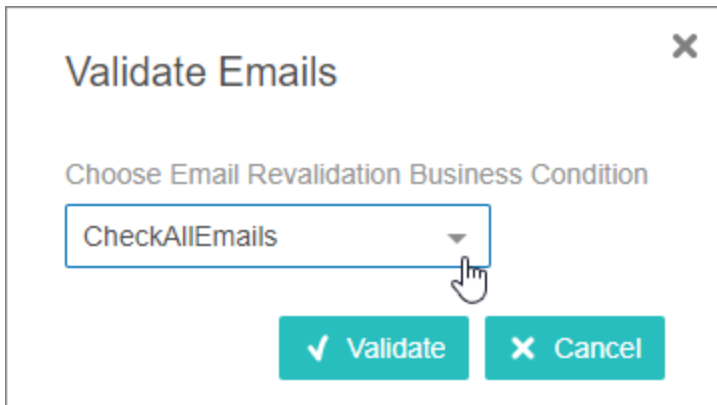 Validate Emails
Choose Email Revalidation Business Condition
CheckAllEmails
Validate
Cancel